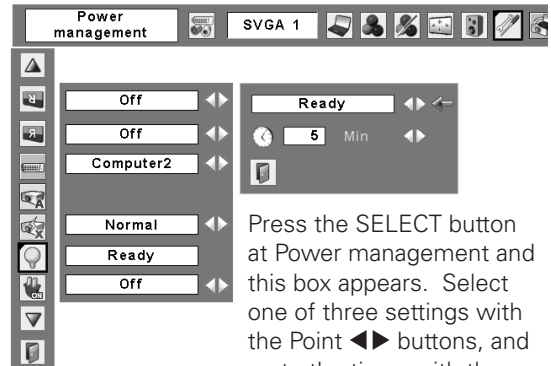 Power
management
SVGA 1
Off
Off
Computer2
Normal
Ready
Off
Ready
5 Min
Press the SELECT button
at Power management and
this box appears. Select
one of three settings with
the Point ◀▶ buttons, and